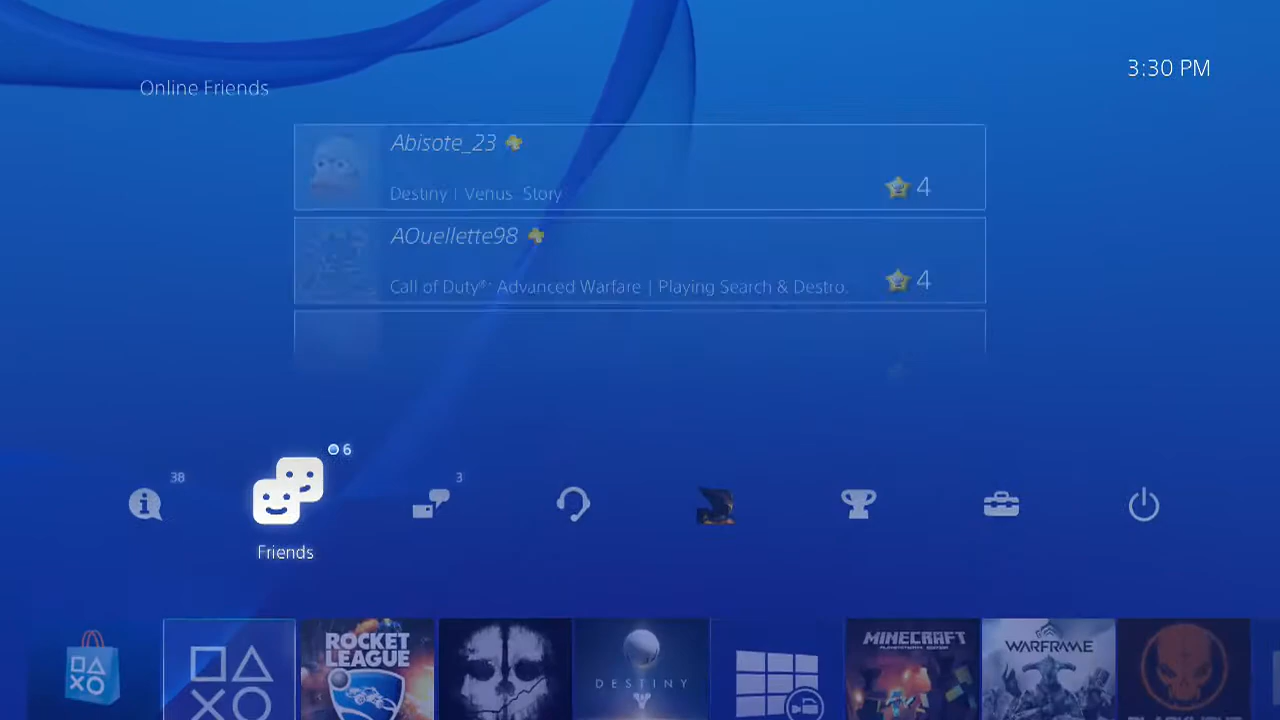 3:30 PM
Online Friends
Abisote_23
Destiny | Venus Story
4
AOuellette98
Call of Duty®: Advanced Warfare | Playing Search & Destro.
4
6
38
3
Friends
ROCKET
LEAGUE
DESTINY
MINECRAFT
WARFRAME